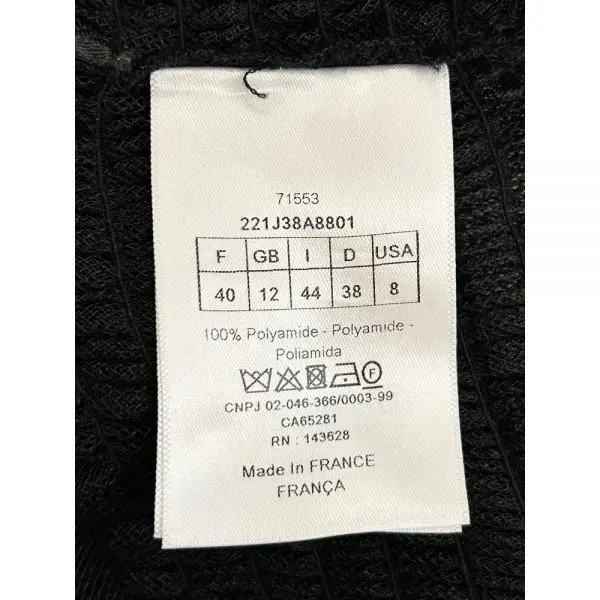 71553
221J38A8801
F GB I D USA
40 12 44 38 8
100% Polyamide - Polyamide -
Poliamida
F
CNPJ 02-046-366/0003-99
CA65281
RN : 143628
Made In FRANCE
FRANÇA